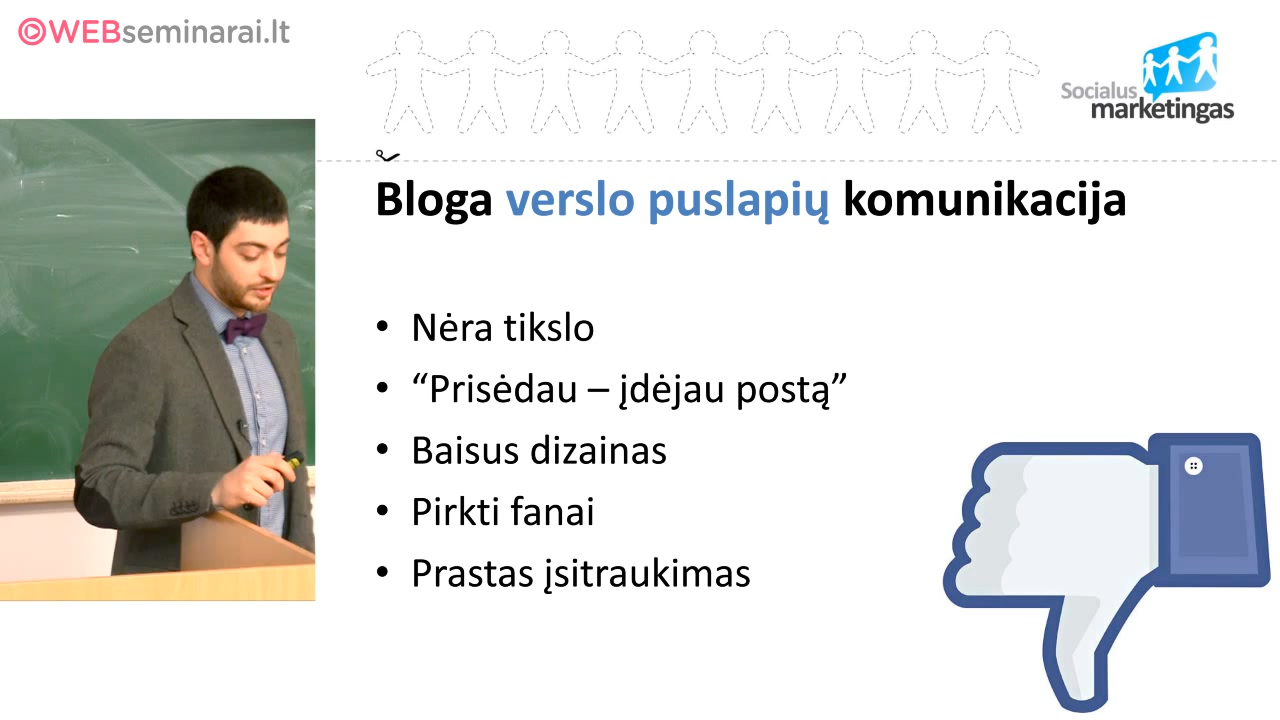 WEBseminarai.lt
Socialus
marketingas
Bloga verslo puslapių komunikacija
• Nėra tikslo
• “Prisėdau – įdėjau postą”
• Baisus dizainas
• Pirkti fanai
• Prastas įsitraukimas